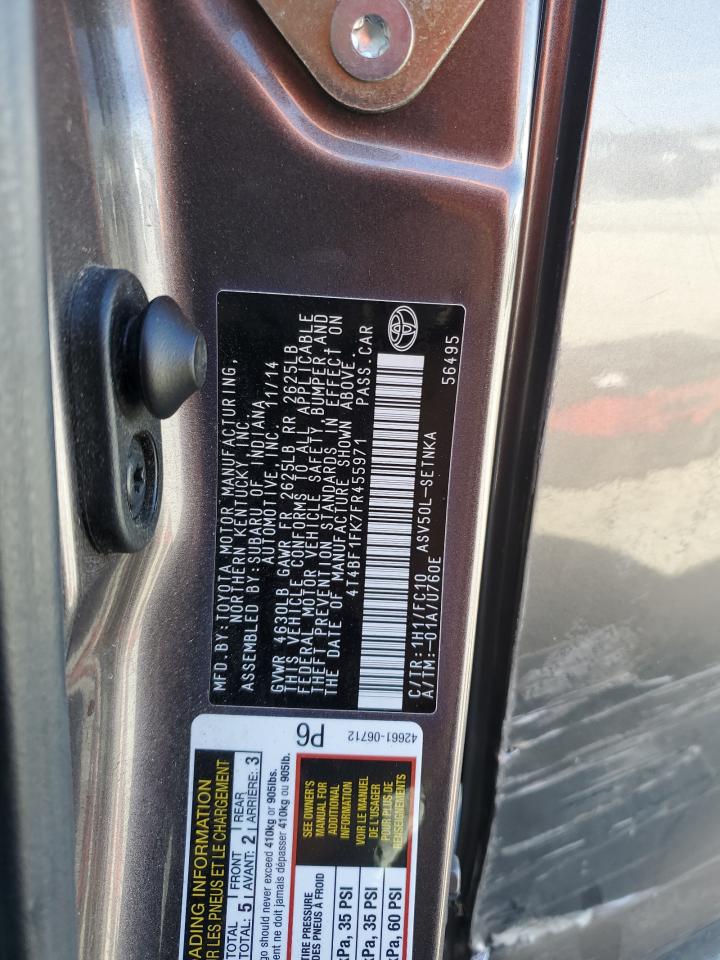 MFD.BY:TOYOTA MOTOR MANUFACTURING,
NORTHERN KENTUCKY, INC.
ASSEMBLED BY:SUBARU OF INDIANA
AUTOMOTIVE, INC. 11/14
GVWR 4630LB GAWR FR 2625LB RR 2625LB
THIS VEHICLE CONFORMS TO ALL APPLICABLE
FEDERAL MOTOR VEHICLE SAFETY, BUMPER AND
THEFT PREVENTION STANDARDS IN EFFECT ON
THE DATE OF MANUFACTURE SHOWN ABOVE.
4T4BF1FK7FR455971 PASS.CAR
C/TR:1H1A/FC10 ASV50L-SETNKA
A/TM:-01A/U760E 56495
P6
42661-06712
ADING INFORMATION
R LES PNEUS ET LE CHARGEMENT
TOTAL 5 FRONT 2 REAR 3
TOTAL: AVANT: ARRIÈRE:
go should never exceed 410kg or 905lbs.
ent ne doit jamais dépasser 410kg ou 905lb.
TIRE PRESSURE
DES PNEUS À FROID
kPa, 35 PSI
kPa, 35 PSI
kPa, 60 PSI
SEE OWNER'S
MANUAL FOR
ADDITIONAL
INFORMATION
VOIR LE MANUEL
DE L'USAGER
POUR PLUS DE
RENSEIGNEMENTS